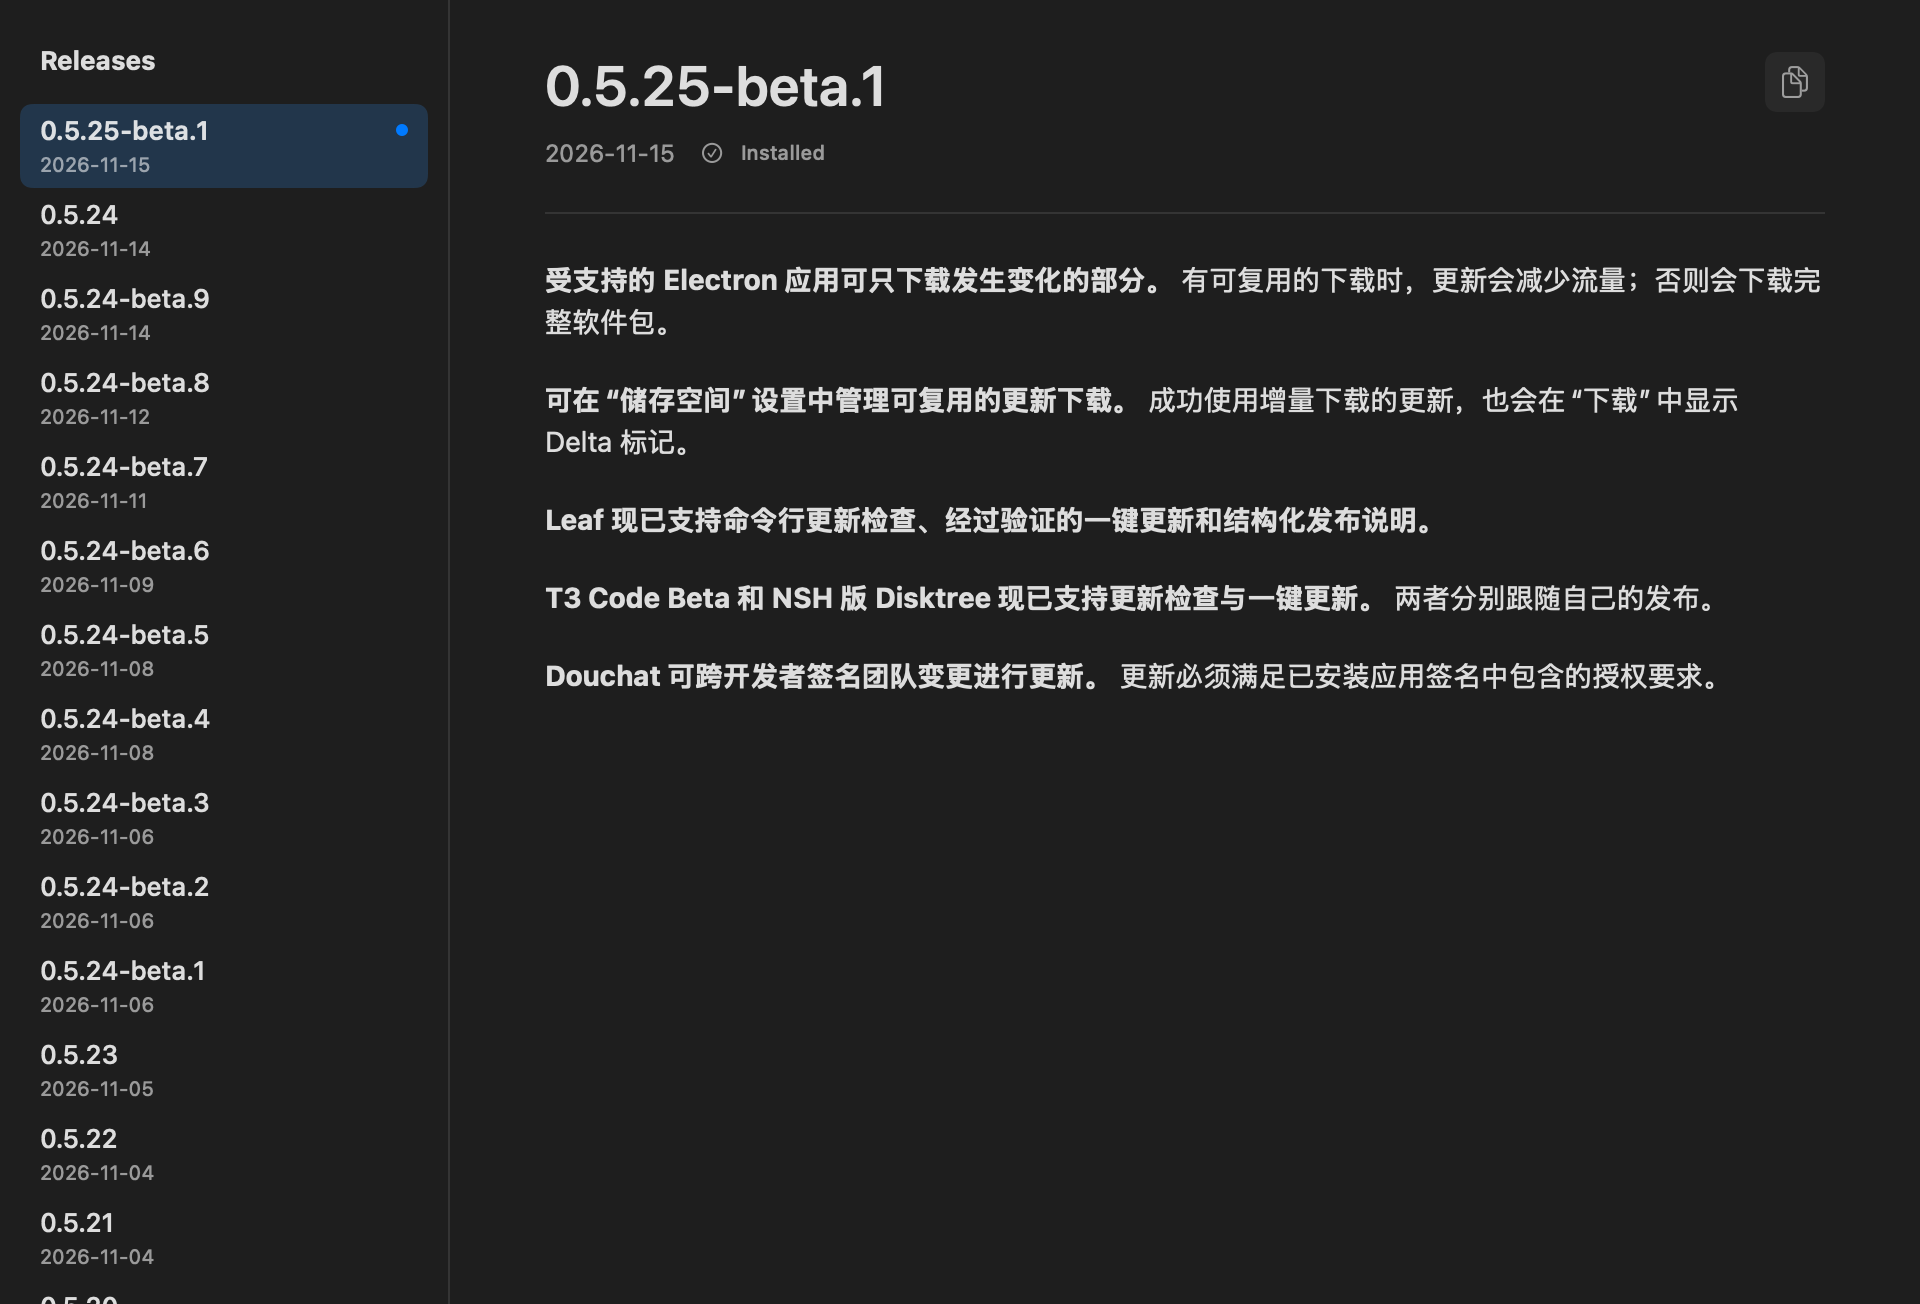 Releases
0.5.25-beta.1
2026-11-15
0.5.24
2026-11-14
0.5.24-beta.9
2026-11-14
0.5.24-beta.8
2026-11-12
0.5.24-beta.7
2026-11-11
0.5.24-beta.6
2026-11-09
0.5.24-beta.5
2026-11-08
0.5.24-beta.4
2026-11-08
0.5.24-beta.3
2026-11-06
0.5.24-beta.2
2026-11-06
0.5.24-beta.1
2026-11-06
0.5.23
2026-11-05
0.5.22
2026-11-04
0.5.21
2026-11-04
0.5.25-beta.1
2026-11-15 Installed
受支持的 Electron 应用可只下载发生变化的部分。 有可复用的下载时，更新会减少流量；否则会下载完
整软件包。
可在 “储存空间” 设置中管理可复用的更新下载。 成功使用增量下载的更新，也会在 “下载” 中显示
Delta 标记。
Leaf 现已支持命令行更新检查、经过验证的一键更新和结构化发布说明。
T3 Code Beta 和 NSH 版 Disktree 现已支持更新检查与一键更新。 两者分别跟随自己的发布。
Douchat 可跨开发者签名团队变更进行更新。 更新必须满足已安装应用签名中包含的授权要求。